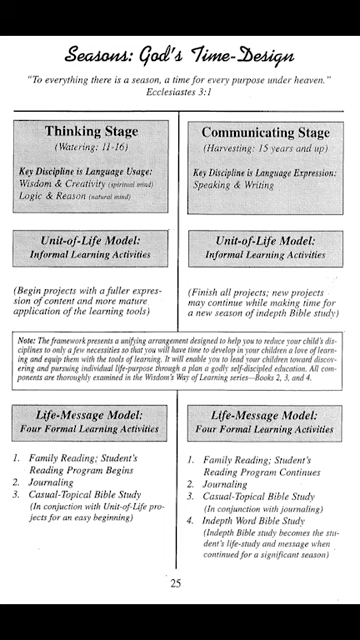 Seasons: God's Time-Design
"To everything there is a season, a time for every purpose under heaven."
Ecclesiastes 3:1
Thinking Stage
(Watering: 11-16)
Key Discipline is Language Usage:
Wisdom & Creativity (spiritual mind)
Logic & Reason (natural mind)
Unit-of-Life Model:
Informal Learning Activities
(Begin projects with a fuller expres-
sion of content and more mature
application of the learning tools)
Communicating Stage
(Harvesting: 15 years and up)
Key Discipline is Language Expression:
Speaking & Writing
Unit-of-Life Model:
Informal Learning Activities
(Finish all projects; new projects
may continue while making time for
a new season of indepth Bible study)
Note: The framework presents a unifying arrangement designed to help you to reduce your child's dis-
ciplines to only a few necessities so that you will have time to develop in your children a love of learn-
ing and equip them with the tools of learning. It will enable you to lead your children toward discov-
ering and pursuing individual life-purpose through a plan a godly self-discipled education. All com-
ponents are thoroughly examined in the Wisdom's Way of Learning series—Books 2, 3, and 4.
Life-Message Model:
Four Formal Learning Activities
1. Family Reading; Student's
Reading Program Begins
2. Journaling
3. Casual-Topical Bible Study
(In conjunction with Unit-of-Life pro-
jects for an easy beginning)
Life-Message Model:
Four Formal Learning Activities
1. Family Reading; Student's
Reading Program Continues
2. Journaling
3. Casual-Topical Bible Study
(In conjunction with journaling)
4. Indepth Word Bible Study
(Indepth Bible study becomes the stu-
dent's life-study and message when
continued for a significant season)
25